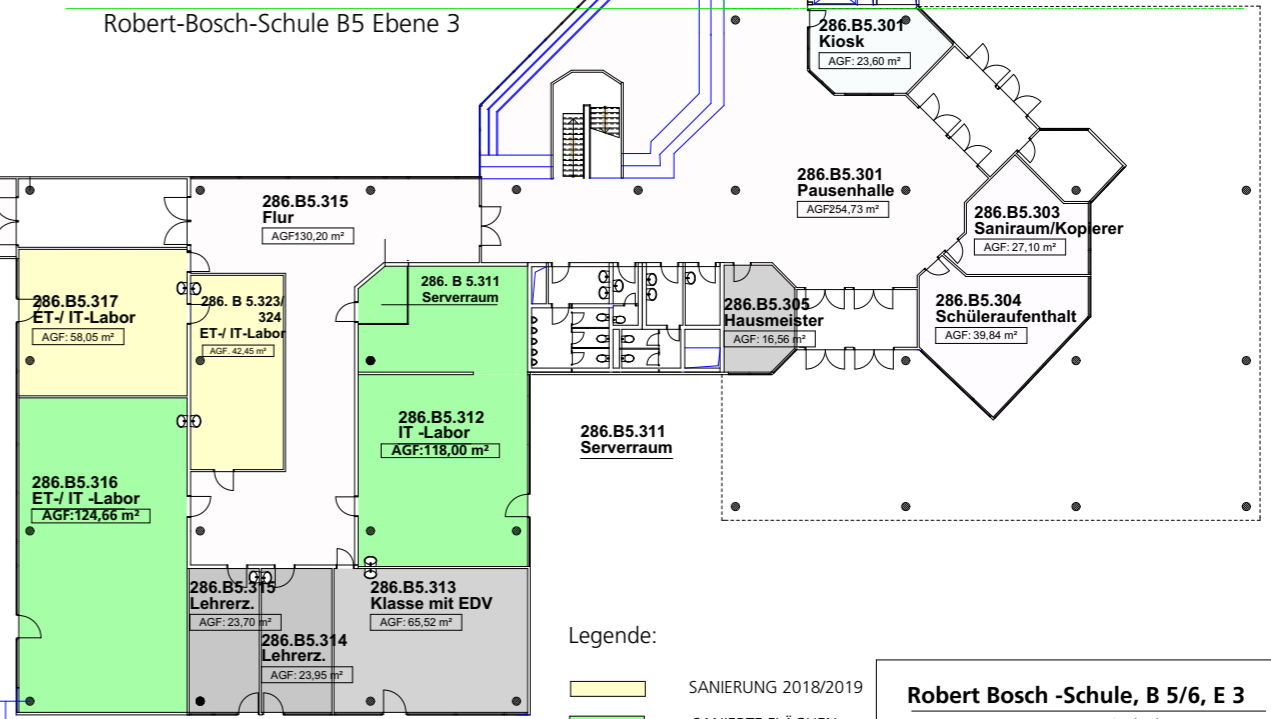 Robert-Bosch-Schule B5 Ebene 3
286.B5.301
Kiosk
AGF: 23,60 m²
286.B5.301
Pausenhalle
AGF254,73 m²
286.B5.315
Flur
AGF130,20 m²
286.B5.303
Saniraum/Kopierer
AGF: 27,10 m²
286.B5.317
ET-/ IT-Labor
AGF: 58,05 m²
286. B 5.323/
324
ET-/ IT-Labor
AGF. 42,45 m²
286. B 5.311
Serverraum
286.B5.305
Hausmeister
AGF: 16,56 m²
286.B5.304
Schüleraufenthalt
AGF: 39,84 m²
286.B5.312
IT -Labor
AGF:118,00 m²
286.B5.311
Serverraum
286.B5.316
ET-/ IT -Labor
AGF:124,66 m²
286.B5.315
Lehrerz.
AGF: 23,70 m²
286.B5.314
Lehrerz.
AGF: 23,95 m²
286.B5.313
Klasse mit EDV
AGF: 65,52 m²
Legende:
SANIERUNG 2018/2019
SANIERTE FLÄCHEN
Robert Bosch -Schule, B 5/6, E 3